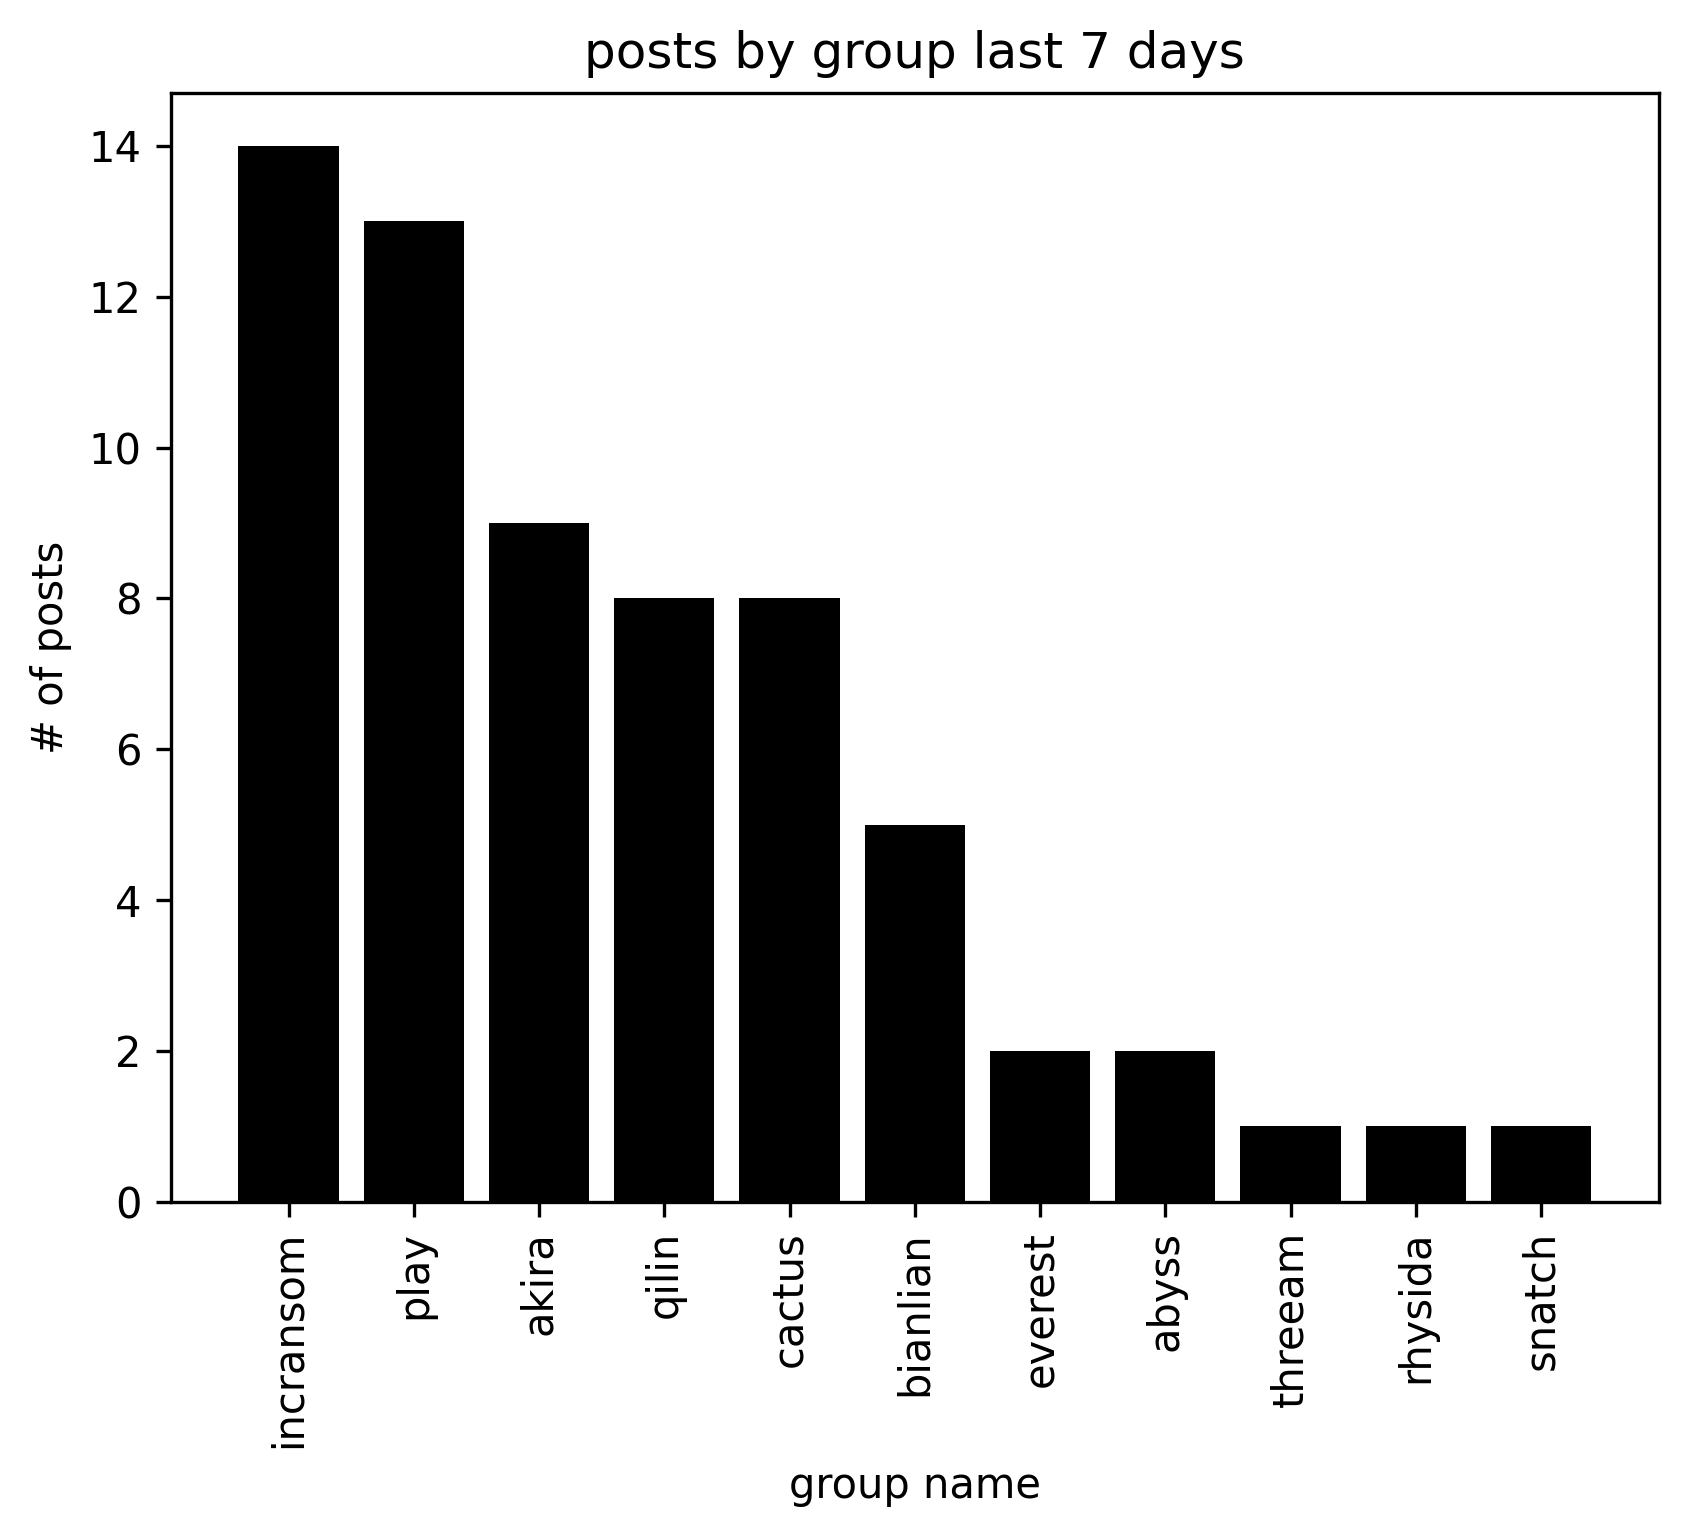 posts by group last 7 days
14
12
10
8
6
4
2
0
# of posts
incransom
play
akira
qilin
cactus
bianlian
everest
abyss
threeam
rhysida
snatch
group name